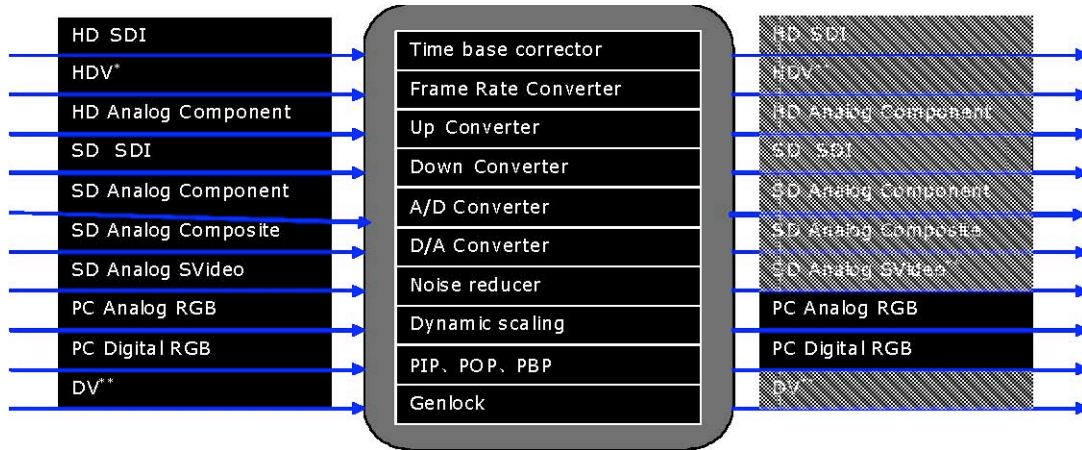 HD SDI
HDV*
HD Analog Component
SD SDI
SD Analog Component
SD Analog Composite
SD Analog SVideo
PC Analog RGB
PC Digital RGB
DV**
Time base corrector
Frame Rate Converter
Up Converter
Down Converter
A/D Converter
D/A Converter
Noise reducer
Dynamic scaling
PIP、POP、PBP
Genlock
HD SDI
HDV**
HD Analog Component
SD SDI
SD Analog Component
SD Analog Composite
SD Analog SVideo**
PC Analog RGB
PC Digital RGB
DV**